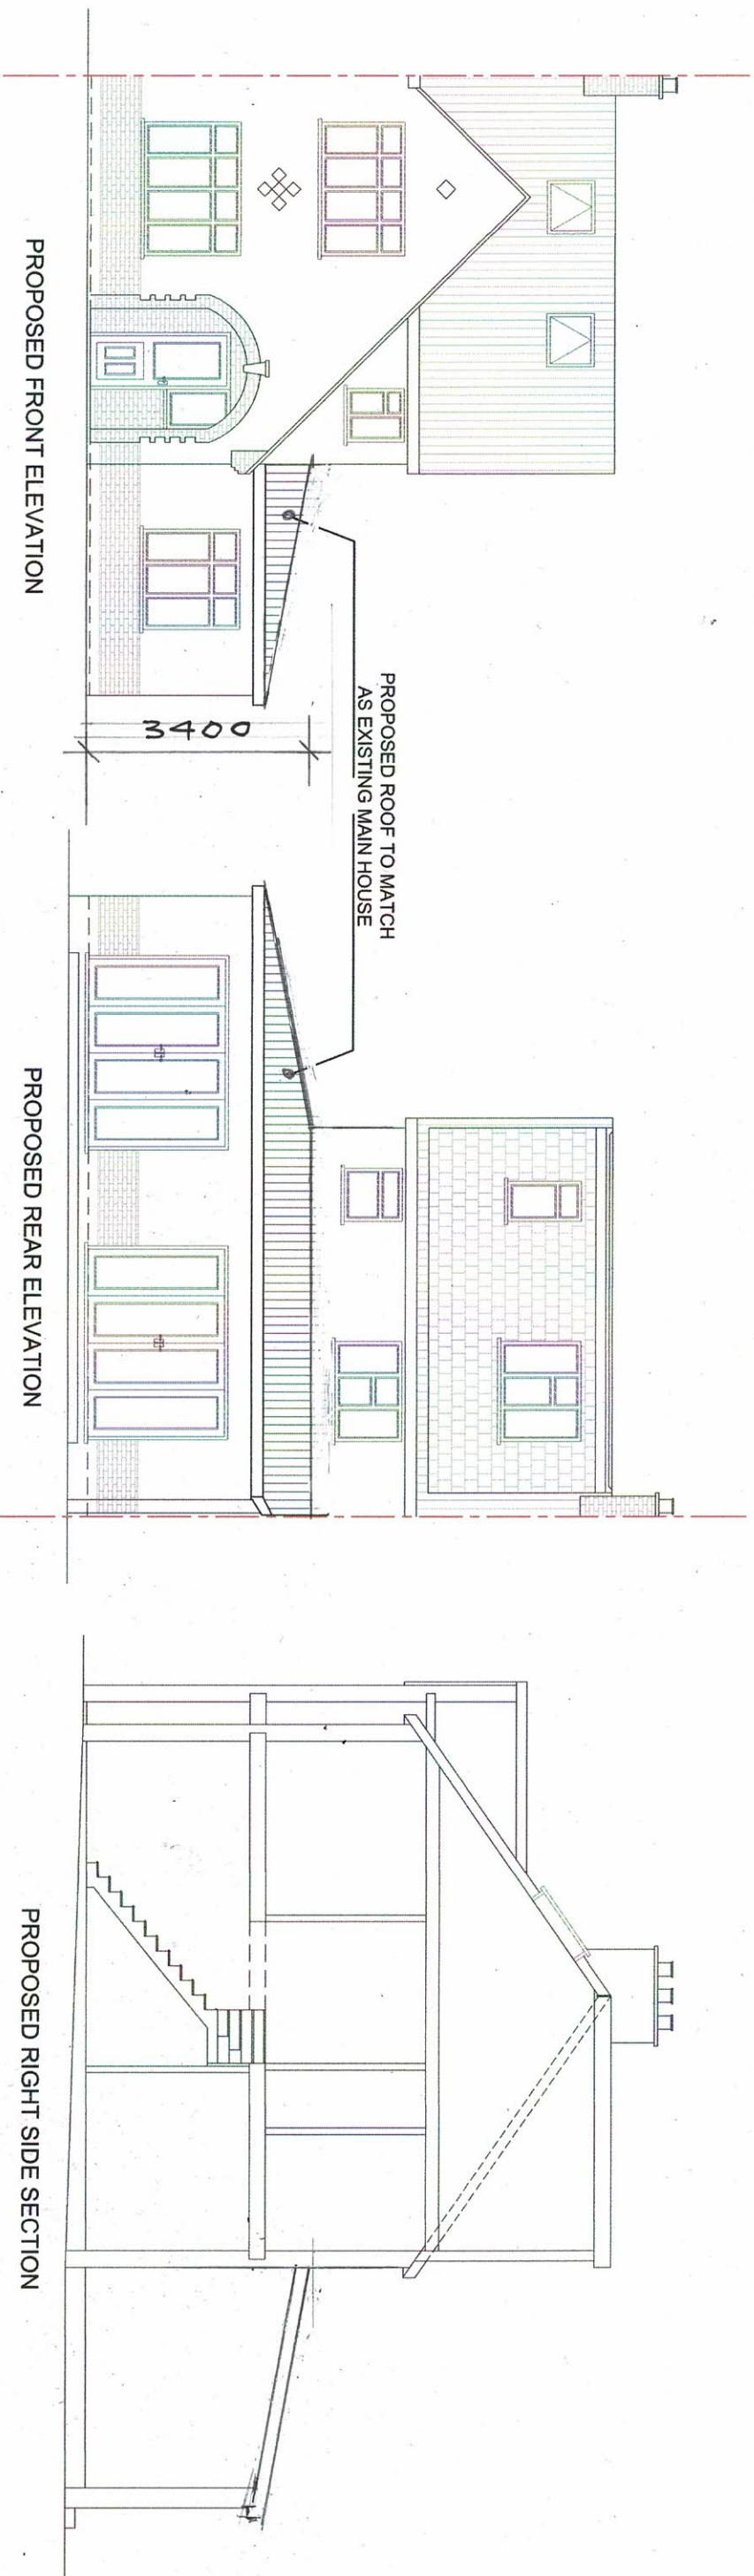 PROPOSED ROOF TO MATCH
AS EXISTING MAIN HOUSE
3400
PROPOSED FRONT ELEVATION
PROPOSED REAR ELEVATION
PROPOSED RIGHT SIDE SECTION